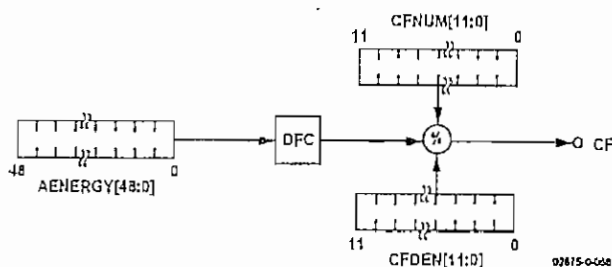 CFNUM[11:0]
11 0
DFC
%
CF
48 0
AENERGY[48:0]
11 0
CFDEN[11:0]